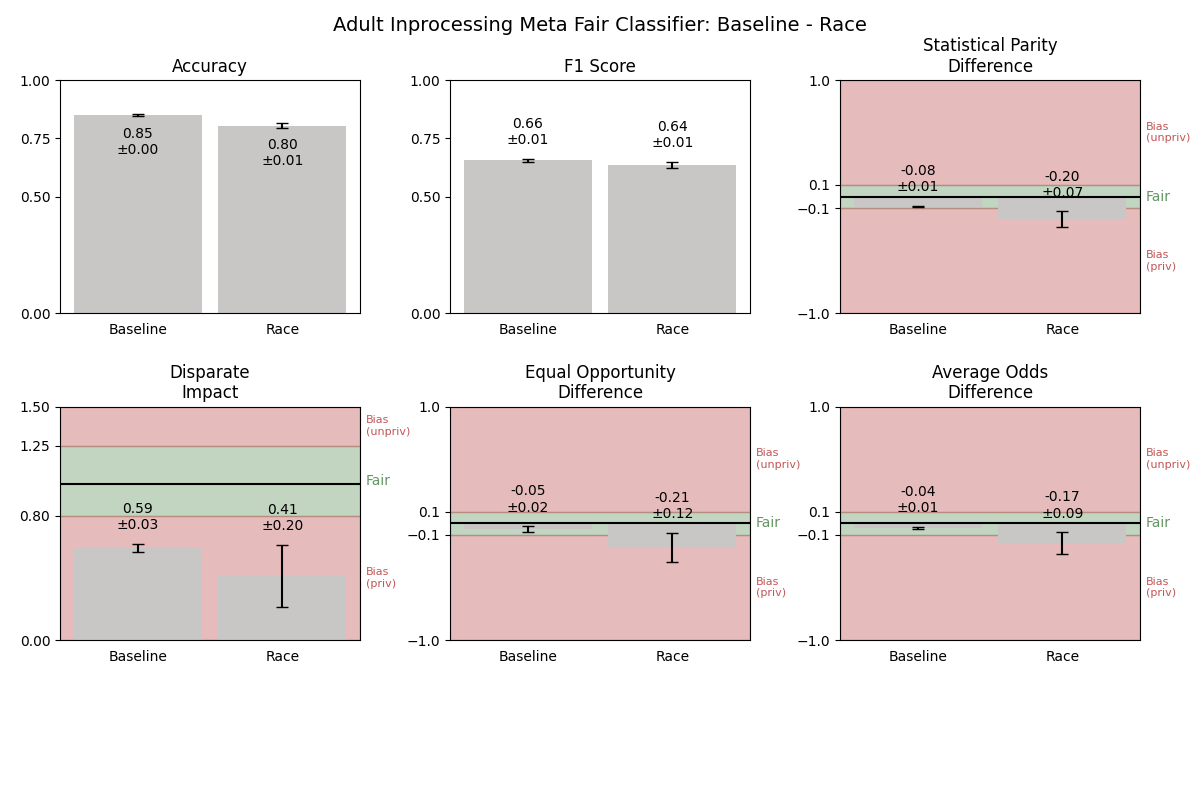 Adult Inprocessing Meta Fair Classifier: Baseline - Race
Accuracy
1.00
0.75
0.50
0.00
0.85
±0.00
0.80
±0.01
Baseline
Race
F1 Score
1.00
0.75
0.50
0.00
0.66
±0.01
0.64
±0.01
Baseline
Race
Statistical Parity
Difference
1.0
0.1
−0.1
−1.0
-0.08
±0.01
-0.20
±0.07
Bias
(unpriv)
Fair
Bias
(priv)
Baseline
Race
Disparate
Impact
1.50
1.25
0.80
0.00
0.59
±0.03
0.41
±0.20
Bias
(unpriv)
Fair
Bias
(priv)
Baseline
Race
Equal Opportunity
Difference
1.0
0.1
−0.1
−1.0
-0.05
±0.02
-0.21
±0.12
Bias
(unpriv)
Fair
Bias
(priv)
Baseline
Race
Average Odds
Difference
1.0
0.1
−0.1
−1.0
-0.04
±0.01
-0.17
±0.09
Bias
(unpriv)
Fair
Bias
(priv)
Baseline
Race